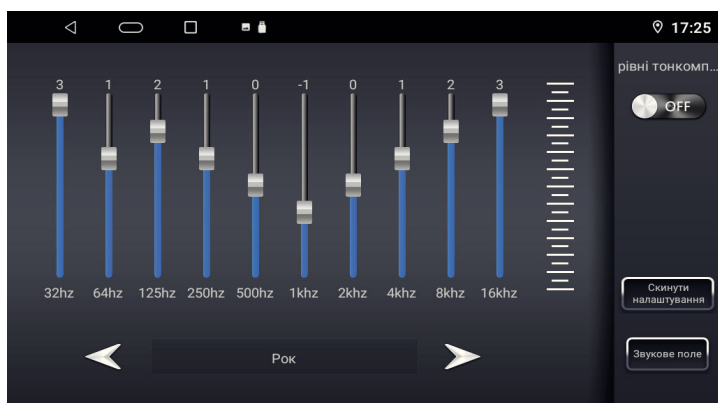 17:25
рівні тонкомп...
3 1 2 1 0 -1 0 1 2 3
OFF
32hz 64hz 125hz 250hz 500hz 1khz 2khz 4khz 8khz 16khz
Скинути
налаштування
Рок
Звукове поле